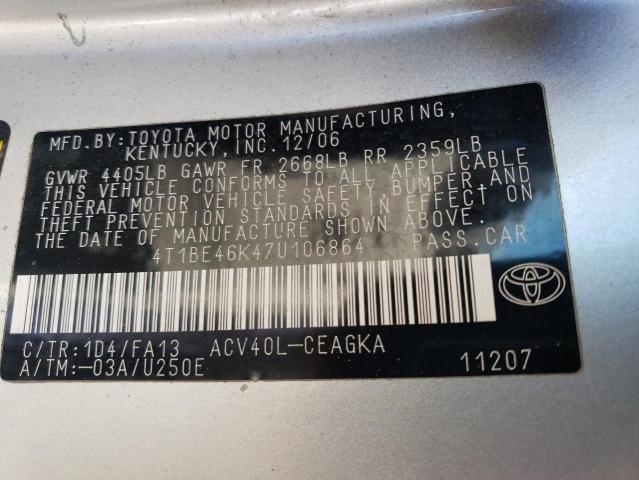 MFD.BY:TOYOTA MOTOR MANUFACTURING,
KENTUCKY, INC.12/06
GVWR 4405LB GAWR FR 2668LB RR 2359LB
THIS VEHICLE CONFORMS TO ALL APPLICABLE
FEDERAL MOTOR VEHICLE SAFETY, BUMPER,AND
THEFT PREVENTION STANDARDS IN EFFECT ON
THE DATE OF MANUFACTURE SHOWN ABOVE.
4T1BE46K47U106864 PASS.CAR
C/TR:1D4/FA13 ACV40L-CEAGKA
A/TM:-03A/U250E 11207